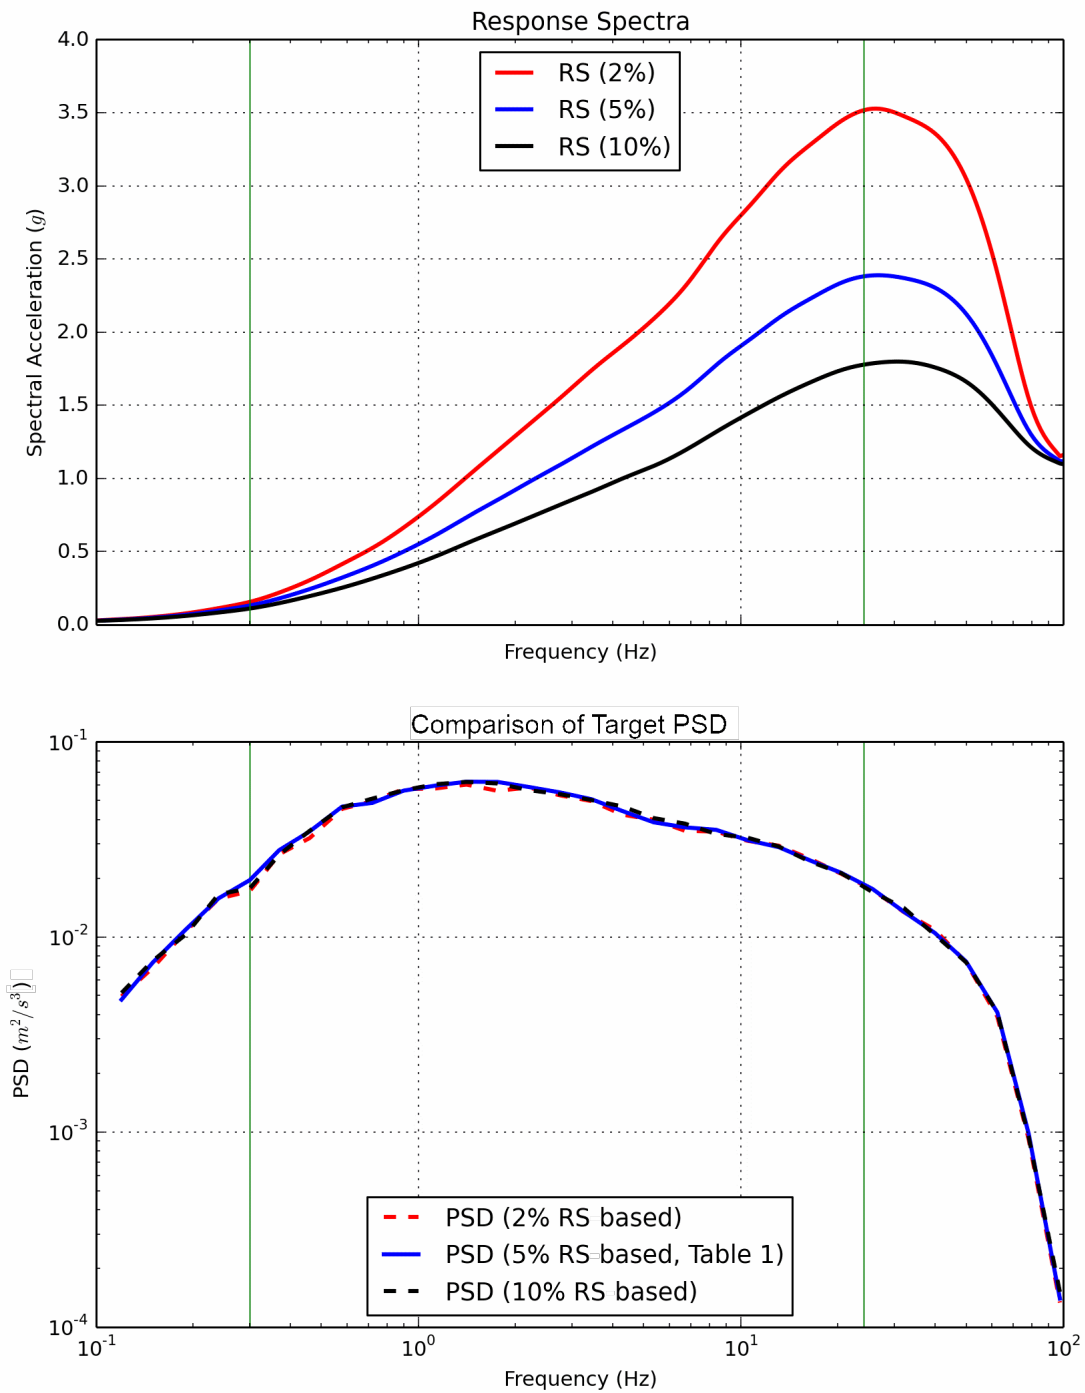 Response Spectra
4.0
3.5
3.0
2.5
2.0
1.5
1.0
0.5
0.0
Spectral Acceleration (g)
RS (2%)
RS (5%)
RS (10%)
Frequency (Hz)
Comparison of Target PSD
10^-1
10^-2
10^-3
10^-4
PSD (m^2/s^3)
PSD (2% RS-based)
PSD (5% RS-based, Table 1)
PSD (10% RS-based)
10^-1 10^0 10^1 10^2
Frequency (Hz)